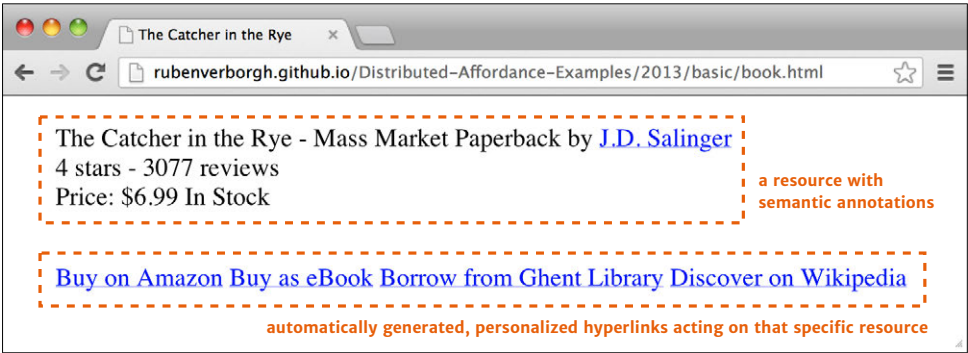 The Catcher in the Rye
rubenverborgh.github.io/Distributed-Affordance-Examples/2013/basic/book.html
The Catcher in the Rye - Mass Market Paperback by J.D. Salinger
4 stars - 3077 reviews
Price: $6.99 In Stock
a resource with
semantic annotations
Buy on Amazon Buy as eBook Borrow from Ghent Library Discover on Wikipedia
automatically generated, personalized hyperlinks acting on that specific resource